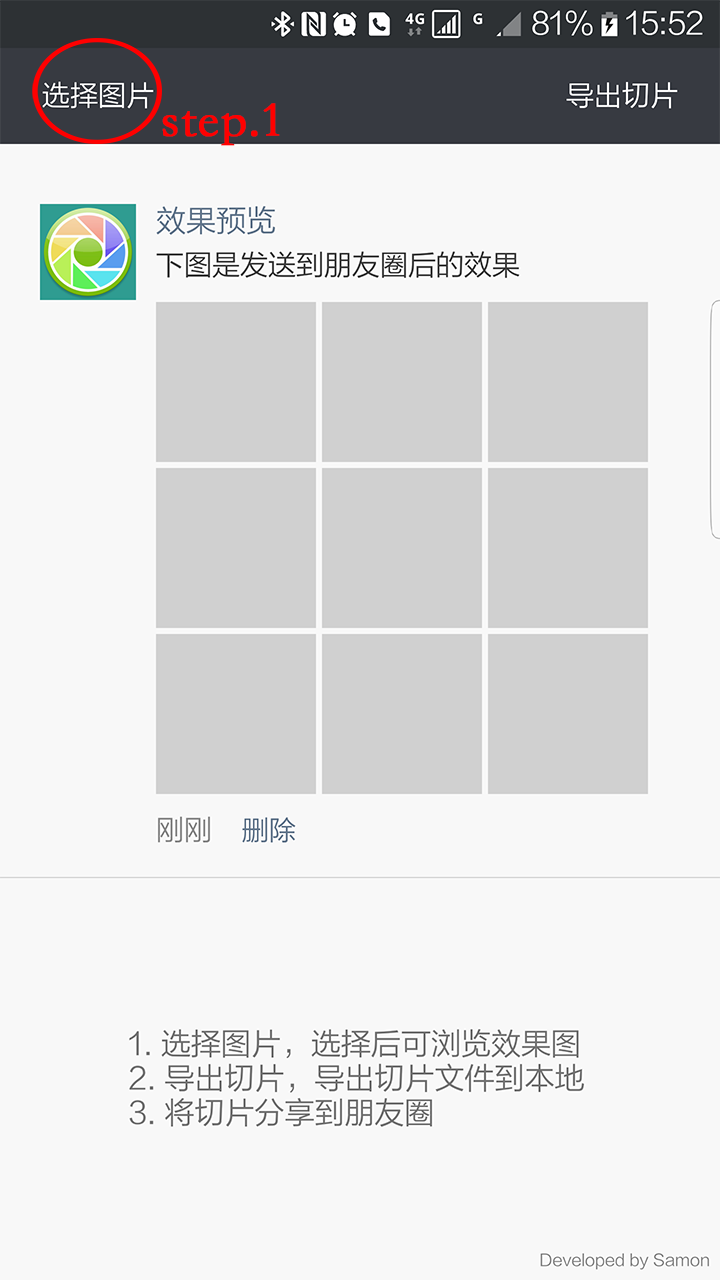 4G G 81% 15:52
选择图片 导出切片
step.1
效果预览
下图是发送到朋友圈后的效果
刚刚 删除
1. 选择图片，选择后可浏览效果图
2. 导出切片，导出切片文件到本地
3. 将切片分享到朋友圈
Developed by Samon